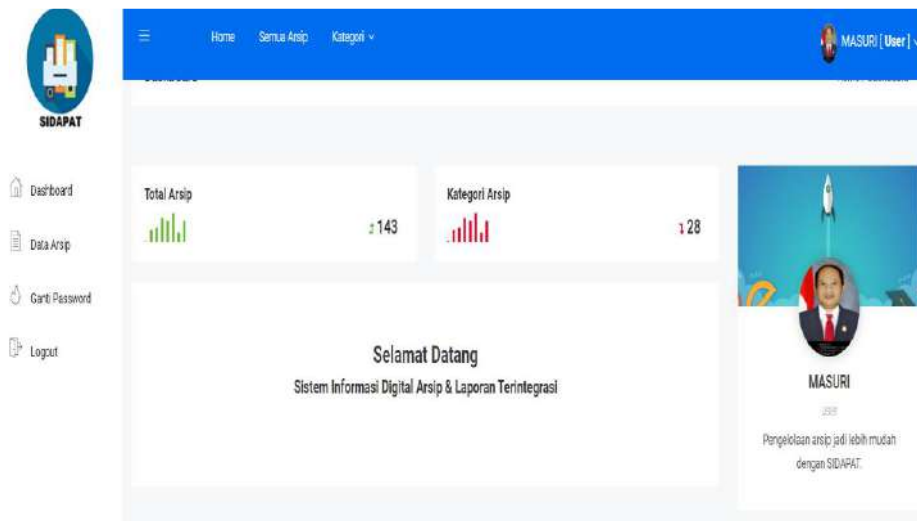 Home Semua Arsip Kategori
MASURI [ User ]
SIDAPAT
Dashboard
Data Arsip
Ganti Password
Logout
Total Arsip
143
Kategori Arsip
28
Selamat Datang
Sistem Informasi Digital Arsip & Laporan Terintegrasi
MASURI
user
Pengelolaan arsip jadi lebih mudah
dengan SIDAPAT.